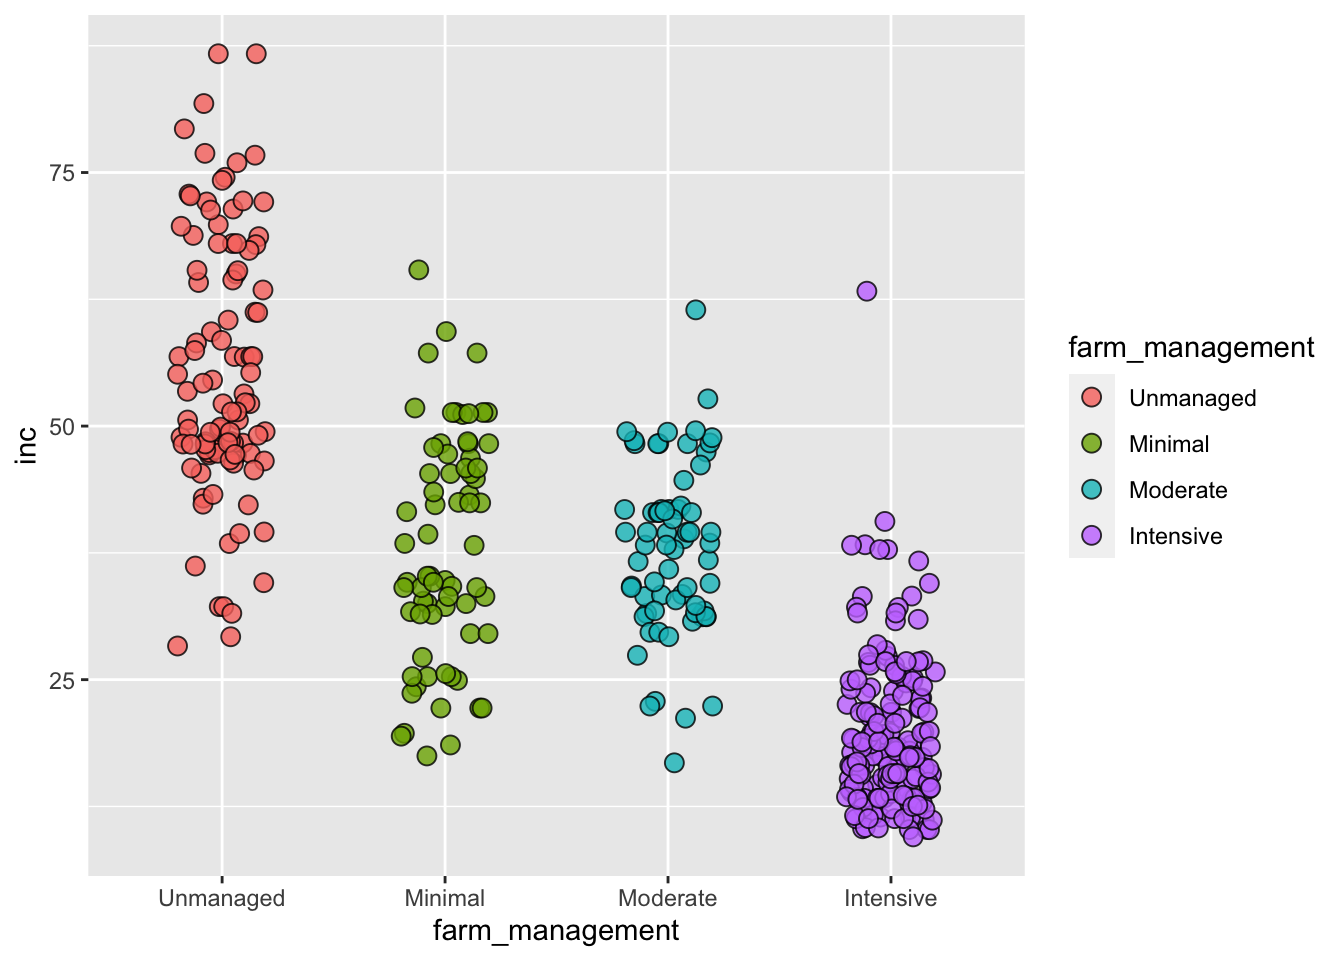 inc
75
50
25
Unmanaged
Minimal
Moderate
Intensive
farm_management
farm_management
Unmanaged
Minimal
Moderate
Intensive